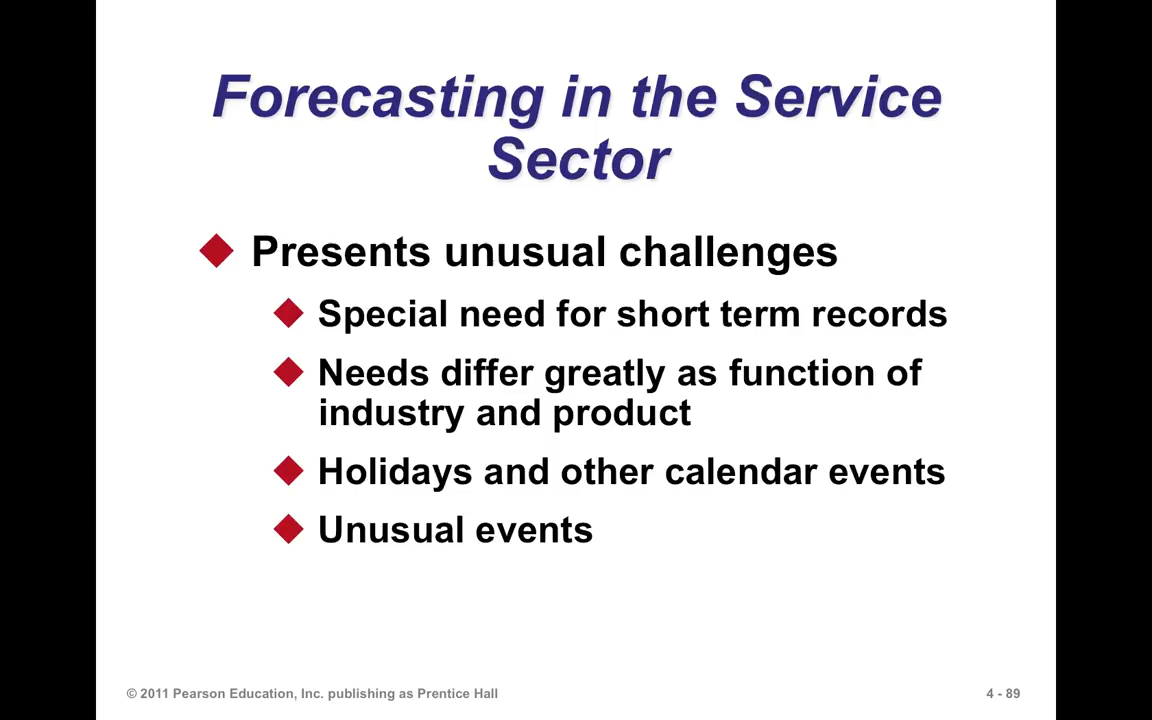 Forecasting in the Service
Sector
Presents unusual challenges
Special need for short term records
Needs differ greatly as function of
industry and product
Holidays and other calendar events
Unusual events
© 2011 Pearson Education, Inc. publishing as Prentice Hall
4 - 89